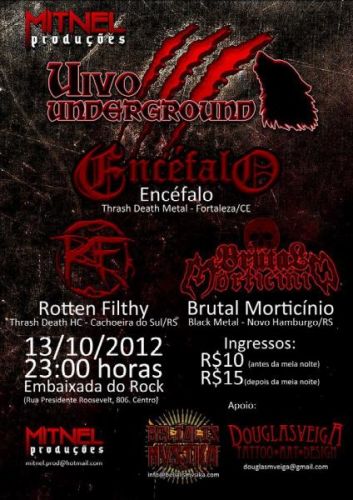 MITNEL
produções
UIVO III
UNDERGROUND
Encéfalo
Encéfalo
Thrash Death Metal - Fortaleza/CE
RF
Brutal
Morticínio
Rotten Filthy
Thrash Death HC - Cachoeira do Sul/RS
Brutal Morticínio
Black Metal - Novo Hamburgo/RS
13/10/2012
23:00 horas
Embaixada do Rock
(Rua Presidente Roosevelt, 806. Centro)
Ingressos:
R$10 (antes da meia noite)
R$15 (depois da meia noite)
Apoio:
MITNEL
produções
mitnel.prod@hotmail.com
DOUGLASVEIGA
TATTOO•ART•DESIGN
douglasmveiga@gmail.com